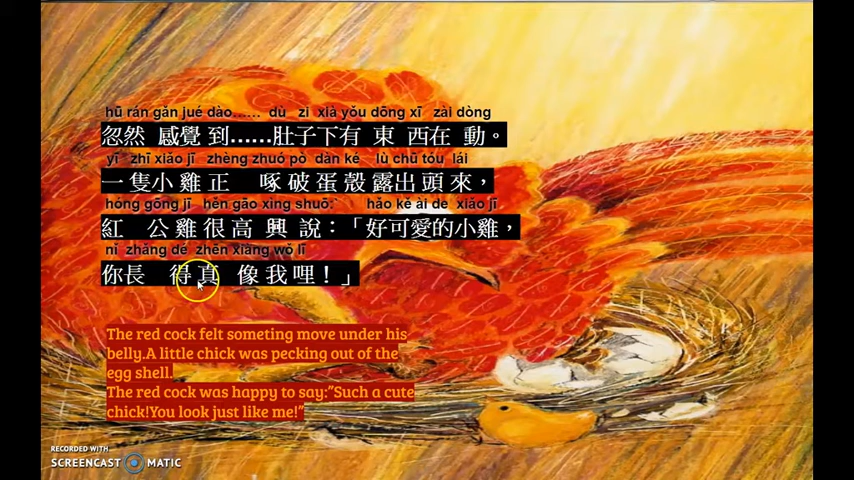 hū rán gǎn jué dào...... dù zi xià yǒu dōng xī zài dòng
忽然 感覺 到......肚子下有 東 西在 動。
yī zhī xiǎo jī zhèng zhuó pò dàn ké lù chū tóu lái
一隻小雞正 啄破蛋殼露出頭來，
hóng gōng jī hěn gāo xìng shuō:` hǎo kě ài de xiǎo jī
紅 公雞很高 興 說：「好可愛的小雞，
nǐ zhǎng dé zhēn xiàng wǒ lī
你長 得真 像我哩！」
The red cock felt someting move under his
belly.A little chick was pecking out of the
egg shell.
The red cock was happy to say:"Such a cute
chick!You look just like me!"
RECORDED WITH
SCREENCAST MATIC